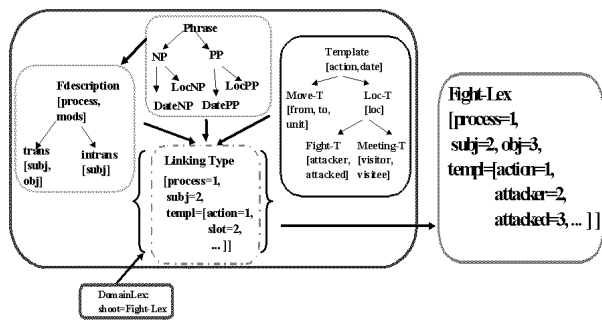 Phrase
NP PP
LocNP LocPP
DateNP DatePP
Fdescription
[process,
mods]
trans
[subj,
obj]
intrans
[subj]
Template
[action,date]
Move-T
[from, to,
unit]
Loc-T
[loc]
Fight-T
[attacker,
attacked]
Meeting-T
[visitor,
visitee]
Linking Type
[process=1,
subj=2,
templ=[action=1,
slot=2,
... ]]
DomainLex:
shoot=Fight-Lex
Fight-Lex
[process=1,
subj=2, obj=3,
templ=[action=1,
attacker=2,
attacked=3, ... ] ]